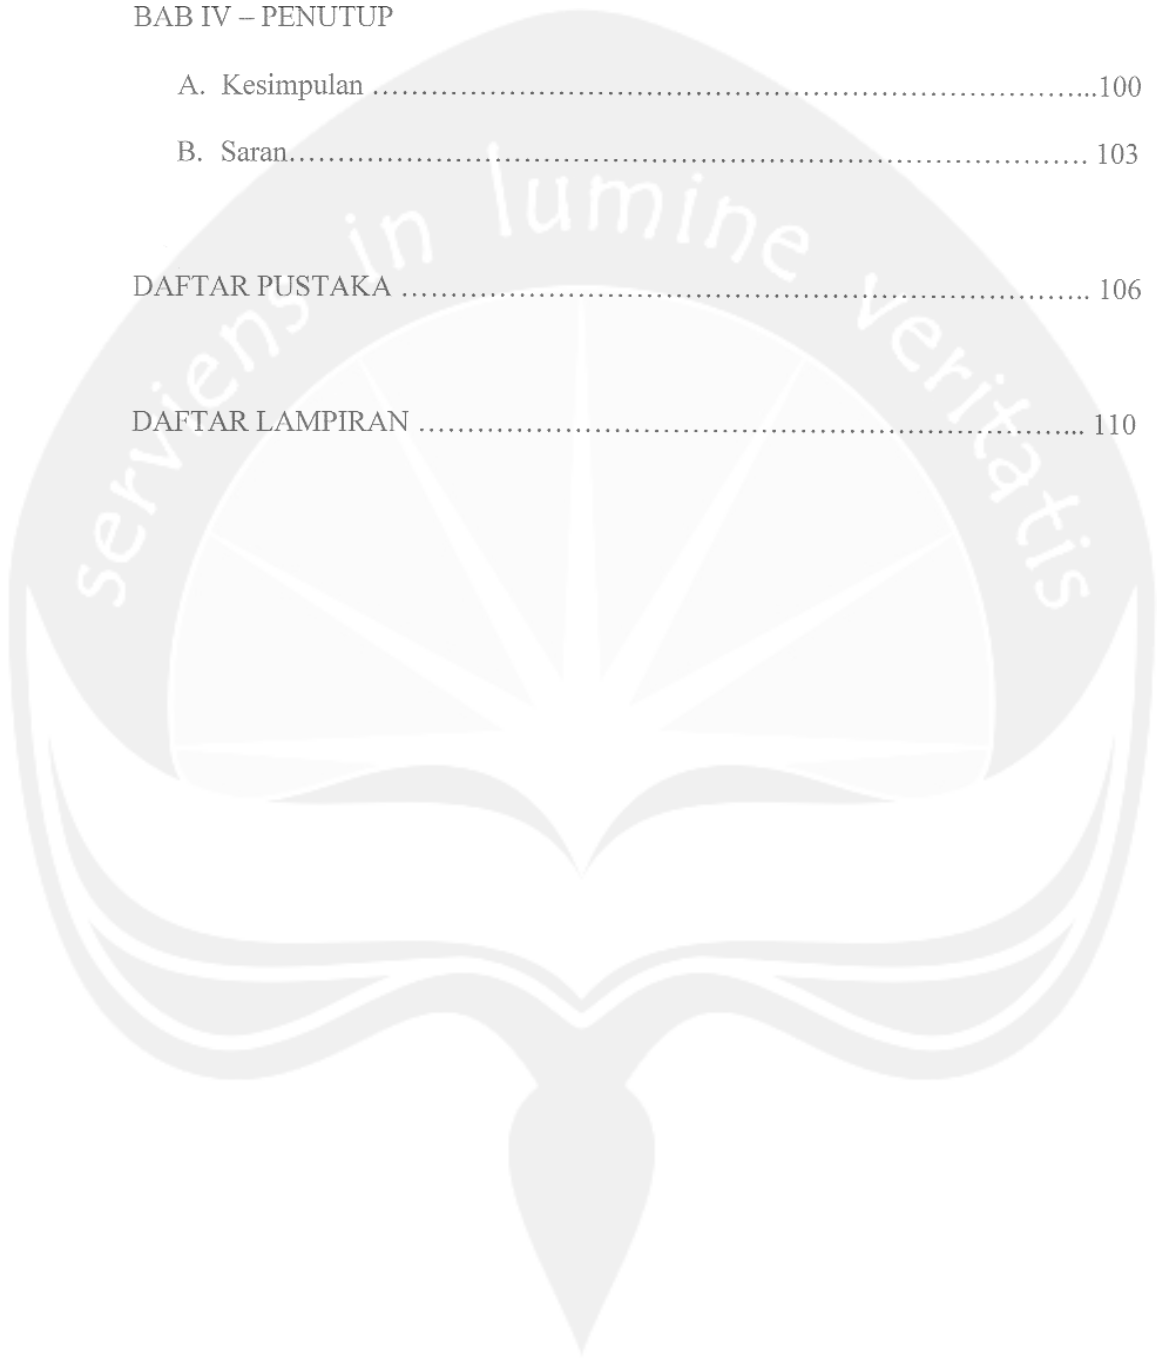 BAB IV – PENUTUP
A. Kesimpulan ……………………………………………………………...100
B. Saran…………………………………………………………………… 103
serviens in lumine veritatis
DAFTAR PUSTAKA ………………………………………………………….. 106
DAFTAR LAMPIRAN ………………………………………………………... 110